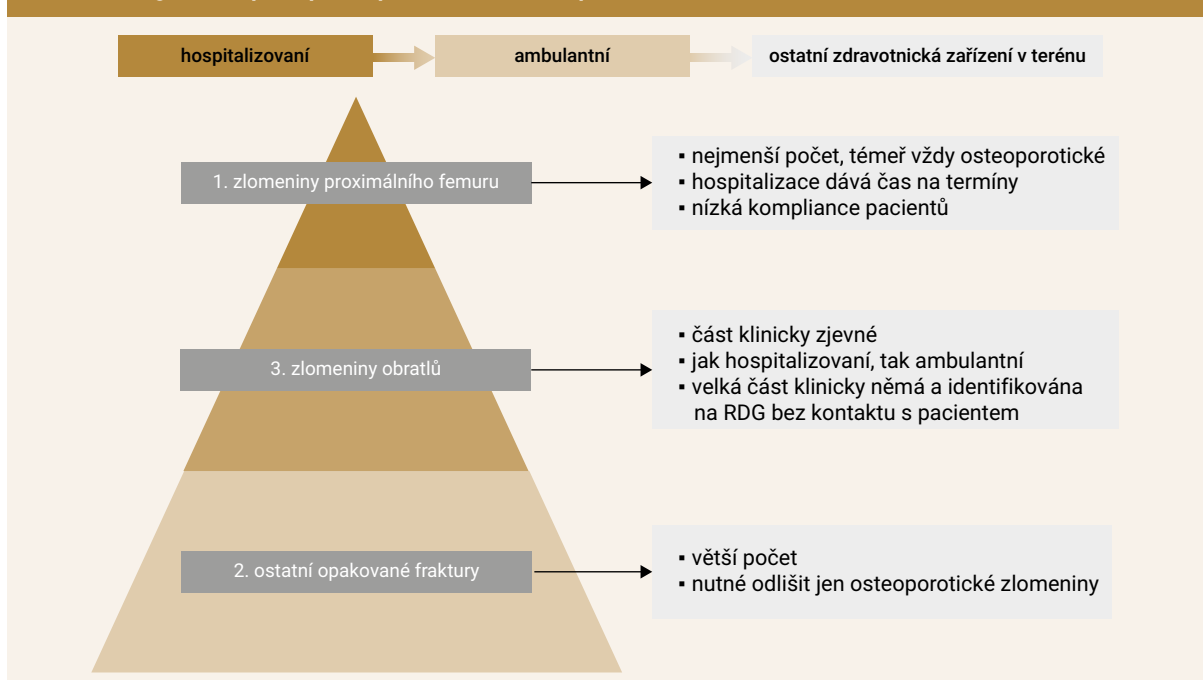 hospitalizovaní
ambulantní
ostatní zdravotnická zařízení v terénu
1. zlomeniny proximálního femuru
▪ nejmenší počet, témeř vždy osteoporotické
▪ hospitalizace dává čas na termíny
▪ nízká kompliance pacientů
3. zlomeniny obratlů
▪ část klinicky zjevné
▪ jak hospitalizovaní, tak ambulantní
▪ velká část klinicky němá a identifikována
na RDG bez kontaktu s pacientem
2. ostatní opakované fraktury
▪ větší počet
▪ nutné odlišit jen osteoporotické zlomeniny